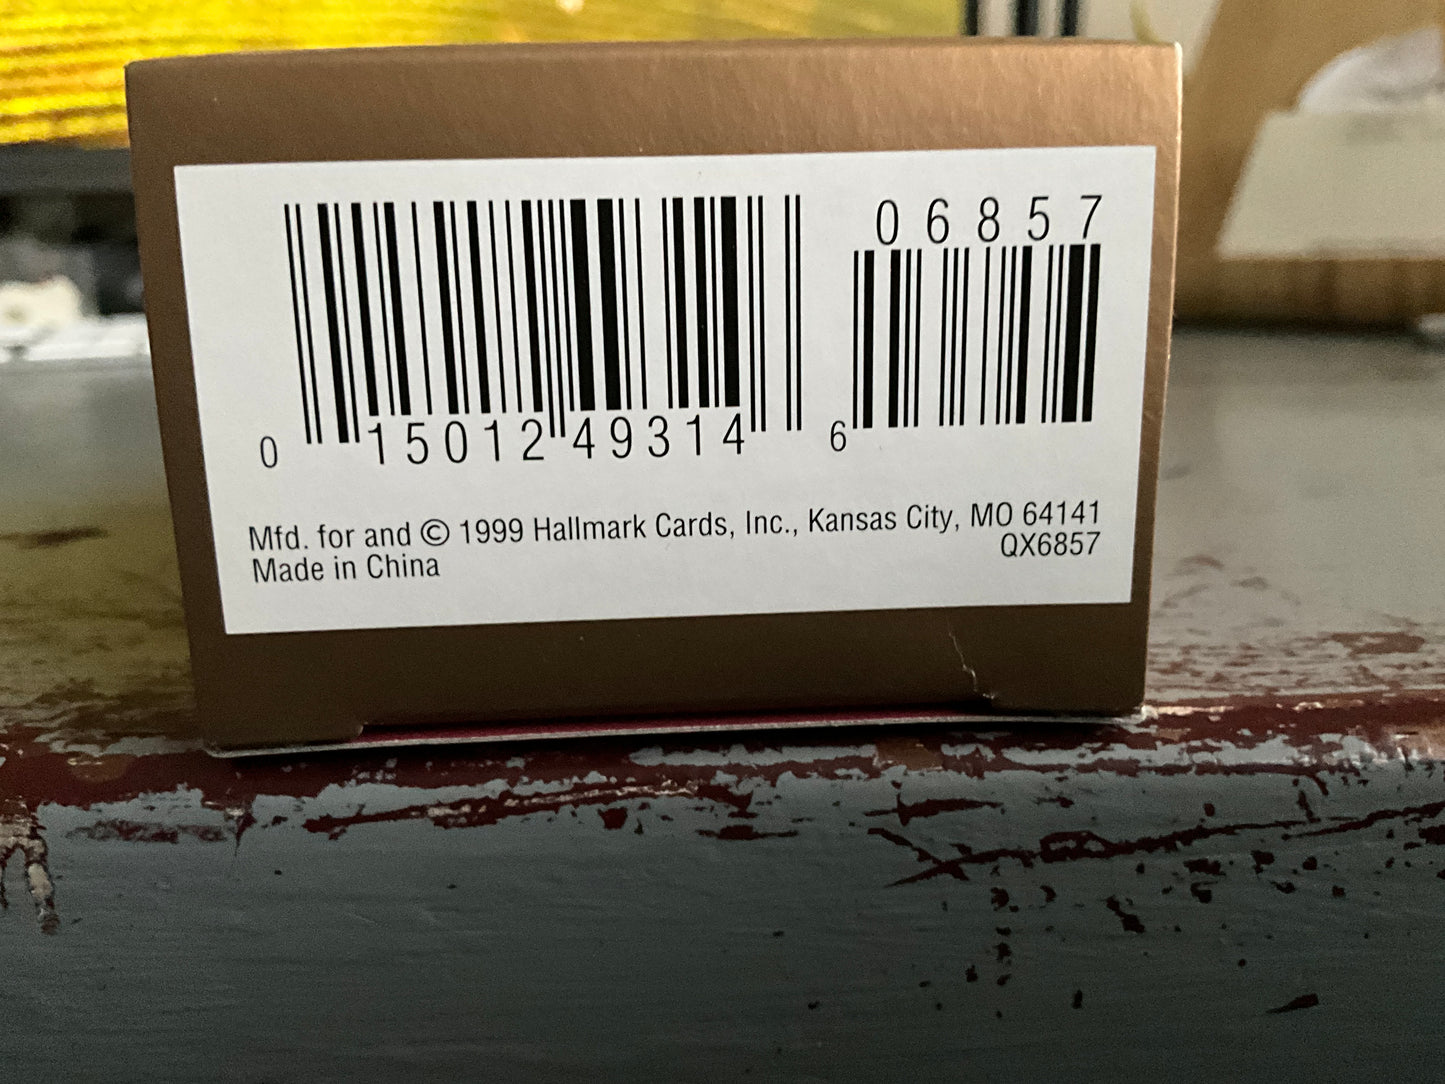 06857
0 15012 49314 6
Mfd. for and © 1999 Hallmark Cards, Inc., Kansas City, MO 64141
QX6857
Made in China